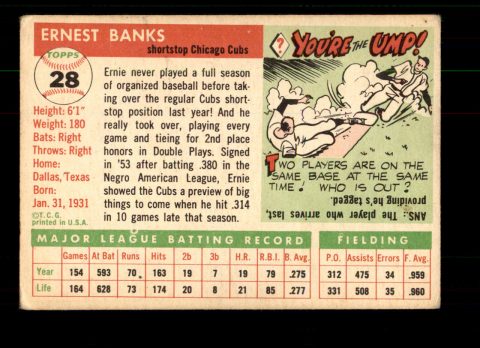 ERNEST BANKS
shortstop Chicago Cubs
TOPPS
28
Height: 6'1"
Weight: 180
Bats: Right
Throws: Right
Home:
Dallas, Texas
Born:
Jan. 31, 1931
©T. C. G.
printed in U.S.A.
Ernie never played a full season
of organized baseball before tak-
ing over the regular Cubs short-
stop position last year! And he
really took over, playing every
game and tieing for 2nd place
honors in Double Plays. Signed
in '53 after batting .380 in the
Negro American League, Ernie
showed the Cubs a preview of big
things to come when he hit .314
in 10 games late that season.
?
YOU'RE THE UMP!
TWO PLAYERS ARE ON THE
SAME BASE AT THE SAME
TIME! WHO IS OUT?
ANS.: The player who arrives last,
providing he's tagged.
MAJOR LEAGUE BATTING RECORD
FIELDING
Games At Bat Runs Hits 2b 3b H.R. R.B.I. B. Avg. P.O. Assists Errors F. Avg.
Year 154 593 70 163 19 7 19 79 .275 312 475 34 .959
Life 164 628 73 174 20 8 21 85 .277 331 508 35 .960